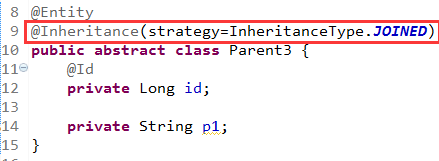 8 @Entity
9 @Inheritance(strategy=InheritanceType.JOINED)
10 public abstract class Parent3 {
11 @Id
12 private Long id;
13
14 private String p1;
15 }